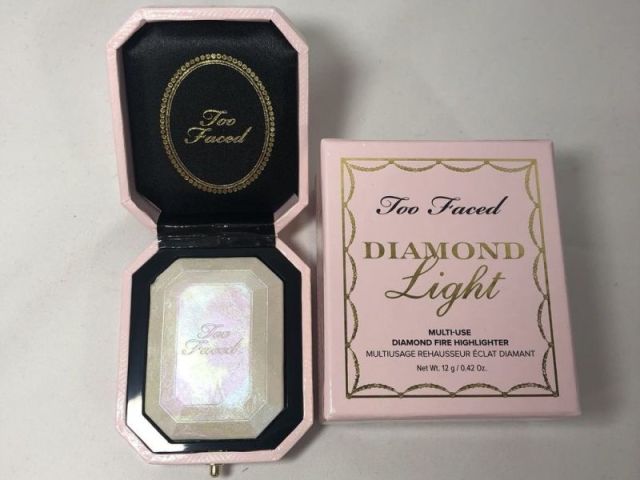 Too
Faced
Too
Faced
Too Faced
DIAMOND
Light
MULTI-USE
DIAMOND FIRE HIGHLIGHTER
MULTIUSAGE REHAUSSEUR ÉCLAT DIAMANT
Net Wt. 12 g / 0.42 Oz.